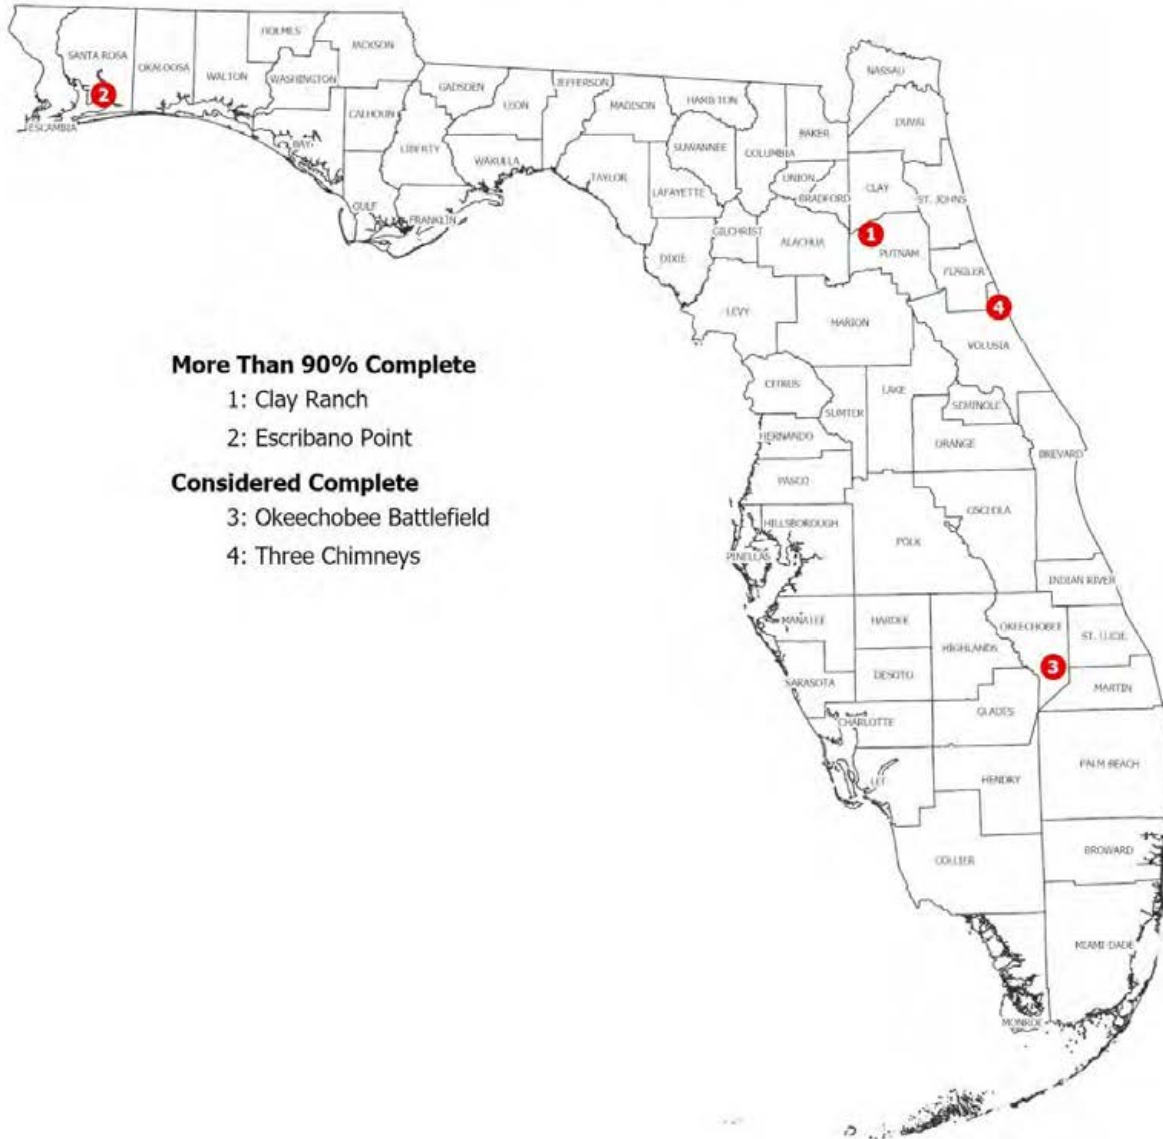 HOLMES
JACKSON
SANTA ROSA
OKALOOSA
WALTON
WASHINGTON
2
ESCAMBIA
BAY
CALHOUN
GADSDEN
LEON
JEFFERSON
MADISON
HAMILTON
LIBERTY
WAKULLA
GULF
FRANKLIN
TAYLOR
SUWANNEE
LAFAYETTE
COLUMBIA
BAKER
NASSAU
DUVAL
UNION
BRADFORD
CLAY
ST. JOHNS
DIXIE
GILCHRIST
ALACHUA
1
PUTNAM
FLAGLER
4
LEVY
MARION
VOLUSIA
More Than 90% Complete
1: Clay Ranch
2: Escribano Point
Considered Complete
3: Okeechobee Battlefield
4: Three Chimneys
CITRUS
SUMTER
LAKE
SEMINOLE
HERNANDO
ORANGE
BREVARD
PASCO
OSCEOLA
HILLSBOROUGH
PINELLAS
POLK
INDIAN RIVER
MANATEE
HARDEE
HIGHLANDS
OKEECHOBEE
ST. LUCIE
3
SARASOTA
DESOTO
MARTIN
CHARLOTTE
GLADES
LEE
HENDRY
PALM BEACH
COLLIER
BROWARD
MIAMI-DADE
MONROE